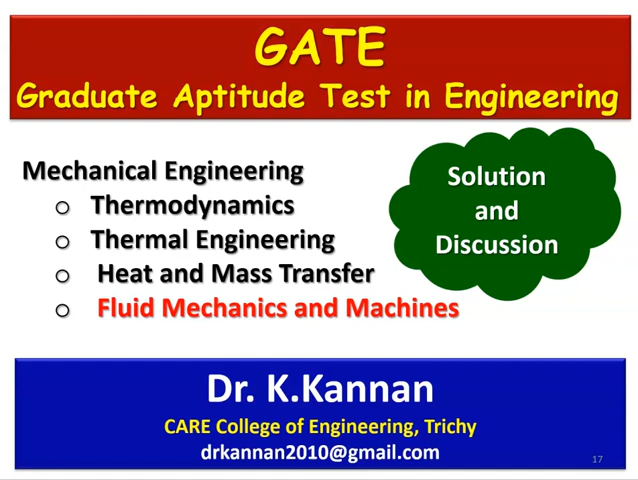 GATE
Graduate Aptitude Test in Engineering
Mechanical Engineering
o Thermodynamics
o Thermal Engineering
o Heat and Mass Transfer
o Fluid Mechanics and Machines
Solution
and
Discussion
Dr. K.Kannan
CARE College of Engineering, Trichy
drkannan2010@gmail.com
17